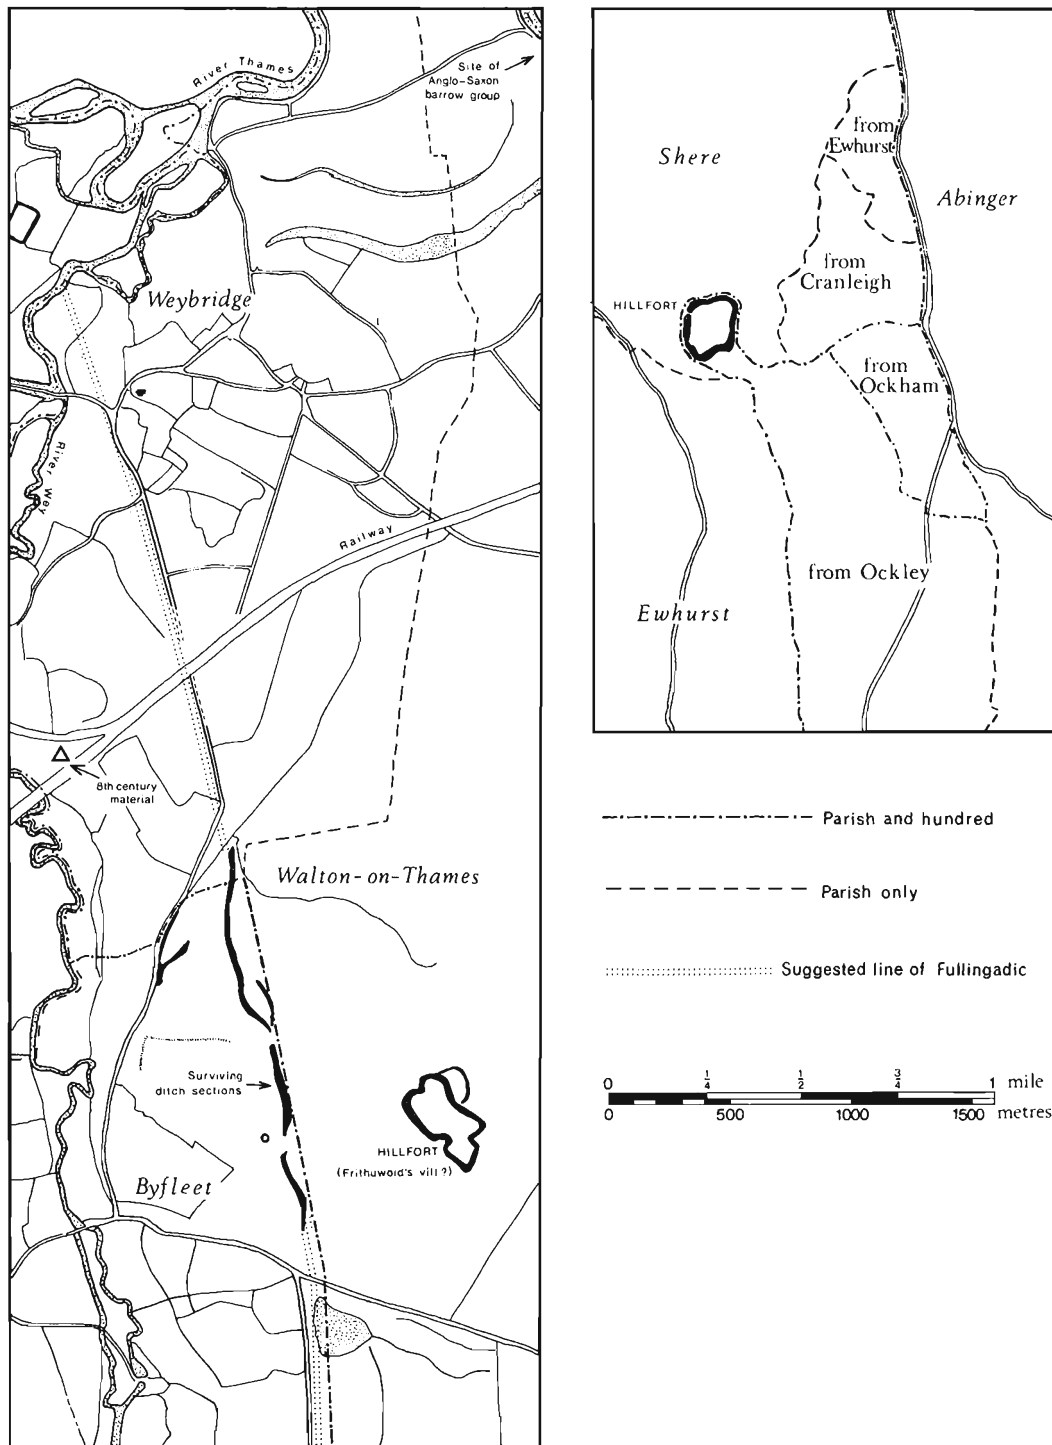 River Thames
Site of
Anglo-Saxon
barrow group
Weybridge
River Wey
Railway
8th century
material
Walton-on-Thames
Surviving
ditch sections
HILLFORT
(Frithuwold's vill?)
Byfleet
Shere
from
Ewhurst
Abinger
from
Cranleigh
HILLFORT
from
Ockham
from Ockley
Ewhurst
Parish and hundred
Parish only
Suggested line of Fullingadic
0 1/4 1/2 3/4 1 mile
0 500 1000 1500 metres